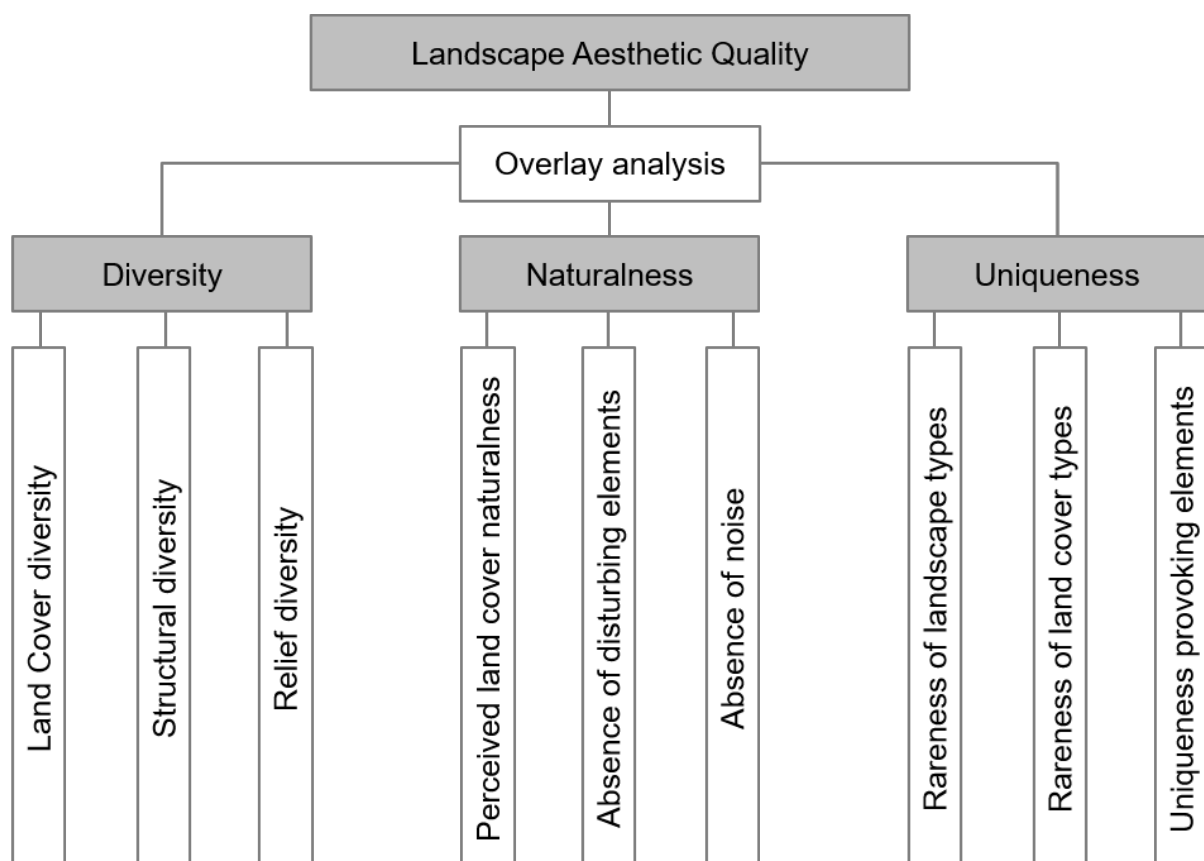 Landscape Aesthetic Quality
Overlay analysis
Diversity
Naturalness
Uniqueness
Land Cover diversity
Structural diversity
Relief diversity
Perceived land cover naturalness
Absence of disturbing elements
Absence of noise
Rareness of landscape types
Rareness of land cover types
Uniqueness provoking elements